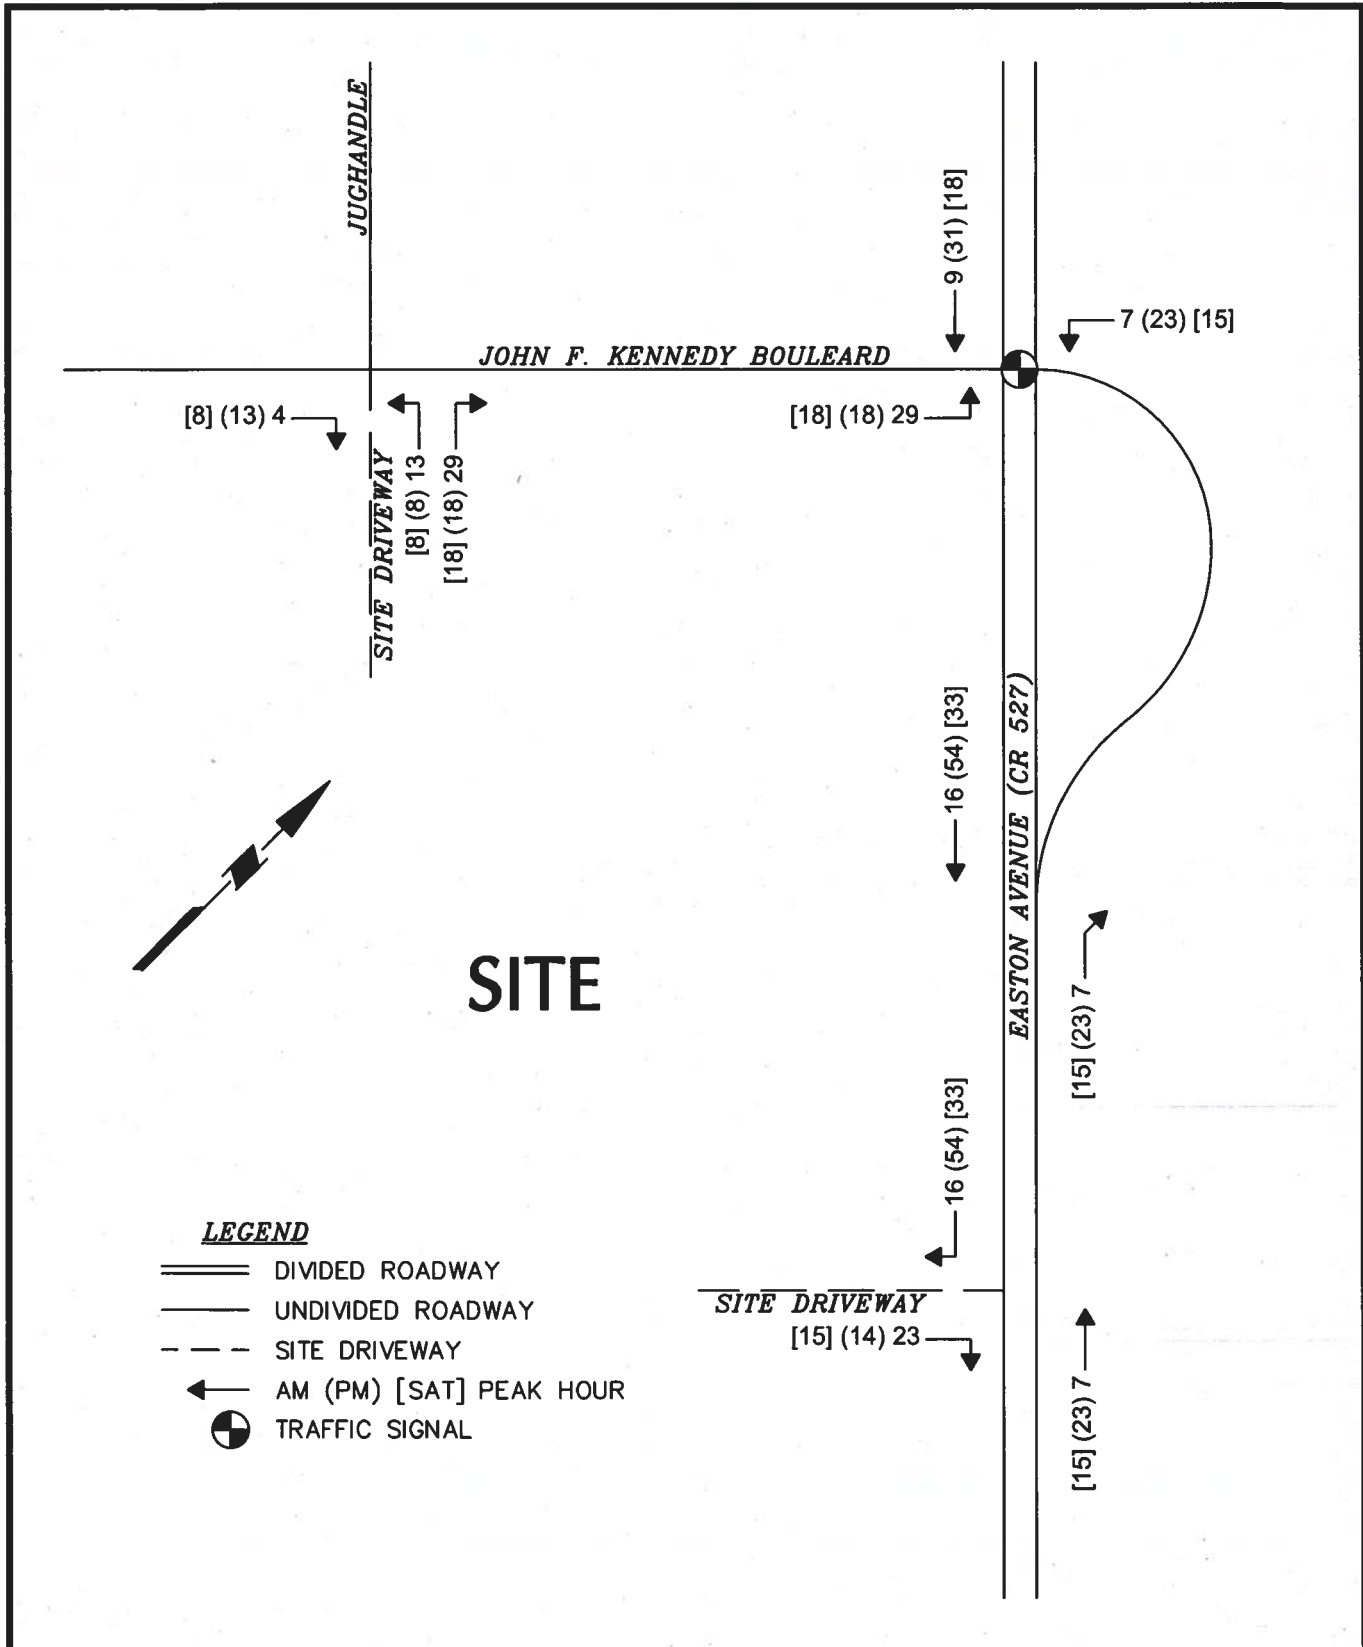 JUGHANDLE
9 (31) [18]
7 (23) [15]
JOHN F. KENNEDY BOULEARD
[8] (13) 4
[18] (18) 29
SITE DRIVEWAY
[8] (8) 13
[18] (18) 29
16 (54) [33]
EASTON AVENUE (CR 527)
SITE
[15] (23) 7
16 (54) [33]
SITE DRIVEWAY
[15] (14) 23
[15] (23) 7
LEGEND
DIVIDED ROADWAY
UNDIVIDED ROADWAY
SITE DRIVEWAY
AM (PM) [SAT] PEAK HOUR
TRAFFIC SIGNAL